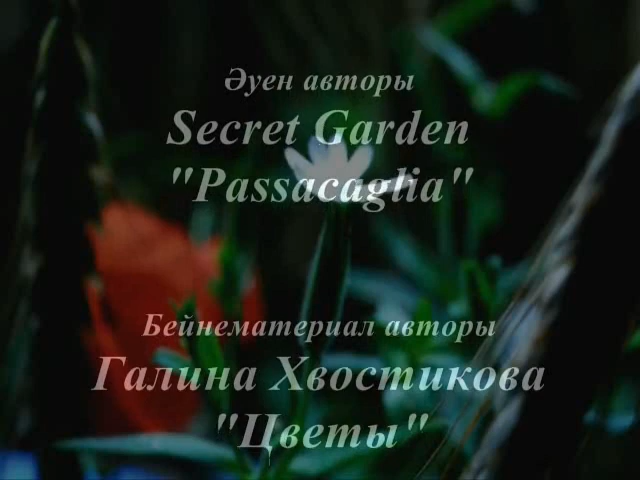 Әуен авторы
Secret Garden
"Passacaglia"
Бейнематериал авторы
Галина Хвостикова
"Цветы"